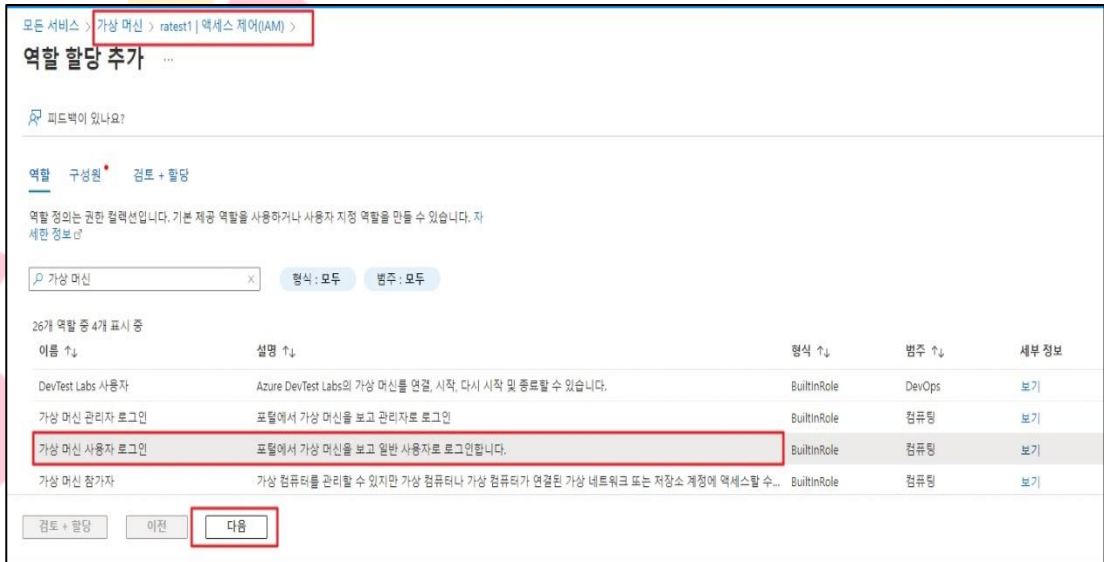 모든 서비스 > 가상 머신 > ratest1 | 액세스 제어(IAM) >
역할 할당 추가 ...
피드백이 있나요?
역할 구성원 검토 + 할당
역할 정의는 권한 컬렉션입니다. 기본 제공 역할을 사용하거나 사용자 지정 역할을 만들 수 있습니다. 자
세한 정보
가상 머신 × 형식 : 모두 범주 : 모두
26개 역할 중 4개 표시 중
이름 ↑↓ 설명 ↑↓ 형식 ↑↓ 범주 ↑↓ 세부 정보
DevTest Labs 사용자 Azure DevTest Labs의 가상 머신를 연결, 시작, 다시 시작 및 종료할 수 있습니다. BuiltInRole DevOps 보기
가상 머신 관리자 로그인 포털에서 가상 머신을 보고 관리자로 로그인 BuiltInRole 컴퓨팅 보기
가상 머신 사용자 로그인 포털에서 가상 머신을 보고 일반 사용자로 로그인합니다. BuiltInRole 컴퓨팅 보기
가상 머신 참가자 가상 컴퓨터를 관리할 수 있지만 가상 컴퓨터나 가상 컴퓨터가 연결된 가상 네트워크 또는 저장소 계정에 액세스할 수... BuiltInRole 컴퓨팅 보기
검토 + 할당 이전 다음